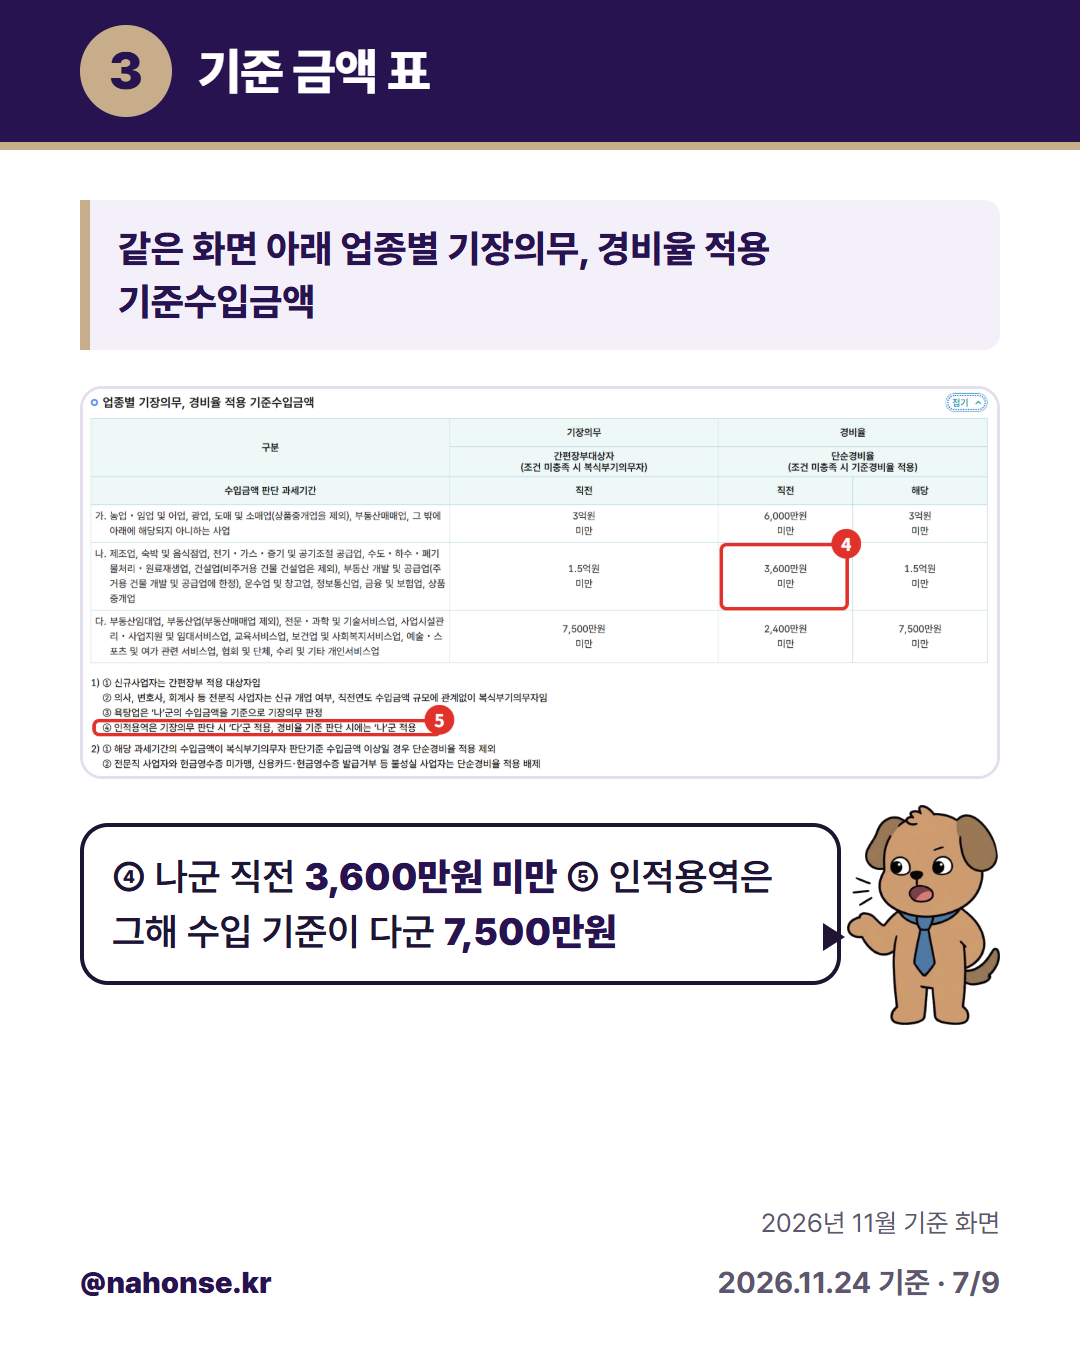 3 기준 금액 표
같은 화면 아래 업종별 기장의무, 경비율 적용
기준수입금액
업종별 기장의무, 경비율 적용 기준수입금액
접기
구분
기장의무
경비율
간편장부대상자
(조건 미충족 시 복식부기의무자)
단순경비율
(조건 미충족 시 기준경비율 적용)
수입금액 판단 과세기간
직전
직전
해당
가. 농업・임업 및 어업, 광업, 도매 및 소매업(상품중개업을 제외), 부동산매매업, 그 밖에
아래에 해당되지 아니하는 사업
3억원
미만
6,000만원
미만
3억원
미만
나. 제조업, 숙박 및 음식점업, 전기・가스・증기 및 공기조절 공급업, 수도・하수・폐기
물처리・원료재생업, 건설업(비주거용 건물 건설업은 제외), 부동산 개발 및 공급업(주
거용 건물 개발 및 공급업에 한정), 운수업 및 창고업, 정보통신업, 금융 및 보험업, 상품
중개업
1.5억원
미만
3,600만원
미만
4
1.5억원
미만
다. 부동산임대업, 부동산업(부동산매매업 제외), 전문・과학 및 기술서비스업, 사업시설관
리・사업지원 및 임대서비스업, 교육서비스업, 보건업 및 사회복지서비스업, 예술・스
포츠 및 여가 관련 서비스업, 협회 및 단체, 수리 및 기타 개인서비스업
7,500만원
미만
2,400만원
미만
7,500만원
미만
1) ① 신규사업자는 간편장부 적용 대상자임
② 의사, 변호사, 회계사 등 전문직 사업자는 신규 개업 여부, 직전연도 수입금액 규모에 관계없이 복식부기의무자임
③ 욕탕업은 '나'군의 수입금액을 기준으로 기장의무 판정
④ 인적용역은 기장의무 판단 시 '다'군 적용, 경비율 기준 판단 시에는 '나'군 적용
5
2) ① 해당 과세기간의 수입금액이 복식부기의무자 판단기준 수입금액 이상일 경우 단순경비율 적용 제외
② 전문직 사업자와 현금영수증 미가맹, 신용카드·현금영수증 발급거부 등 불성실 사업자는 단순경비율 적용 배제
④ 나군 직전 3,600만원 미만 ⑤ 인적용역은
그해 수입 기준이 다군 7,500만원
2026년 11월 기준 화면
@nahonse.kr
2026.11.24 기준 · 7/9